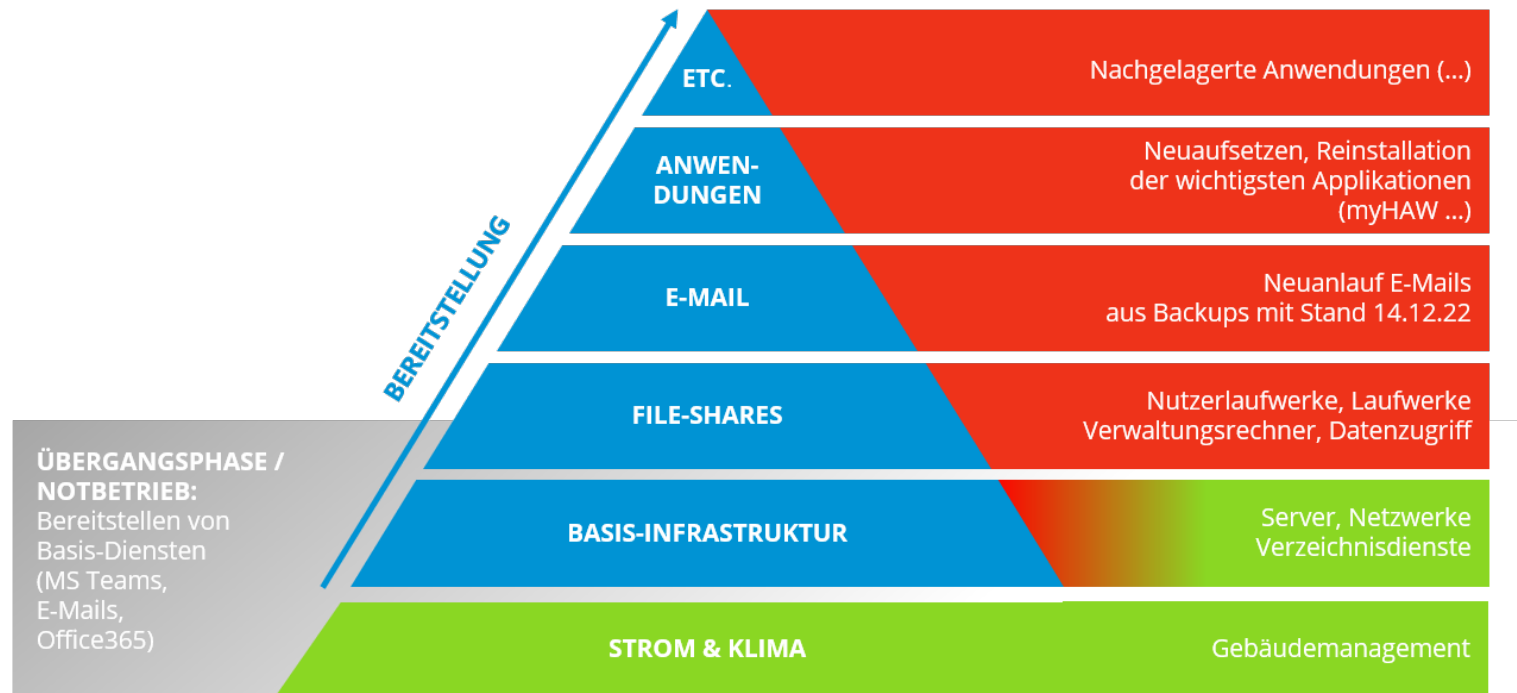 ETC.
Nachgelagerte Anwendungen (...)
ANWEN-
DUNGEN
Neuaufsetzen, Reinstallation
der wichtigsten Applikationen
(myHAW ...)
E-MAIL
Neuanlauf E-Mails
aus Backups mit Stand 14.12.22
BEREITSTELLUNG
FILE-SHARES
Nutzerlaufwerke, Laufwerke
Verwaltungsrechner, Datenzugriff
ÜBERGANGSPHASE /
NOTBETRIEB:
Bereitstellen von
Basis-Diensten
(MS Teams,
E-Mails,
Office365)
BASIS-INFRASTRUKTUR
Server, Netzwerke
Verzeichnisdienste
STROM & KLIMA
Gebäudemanagement